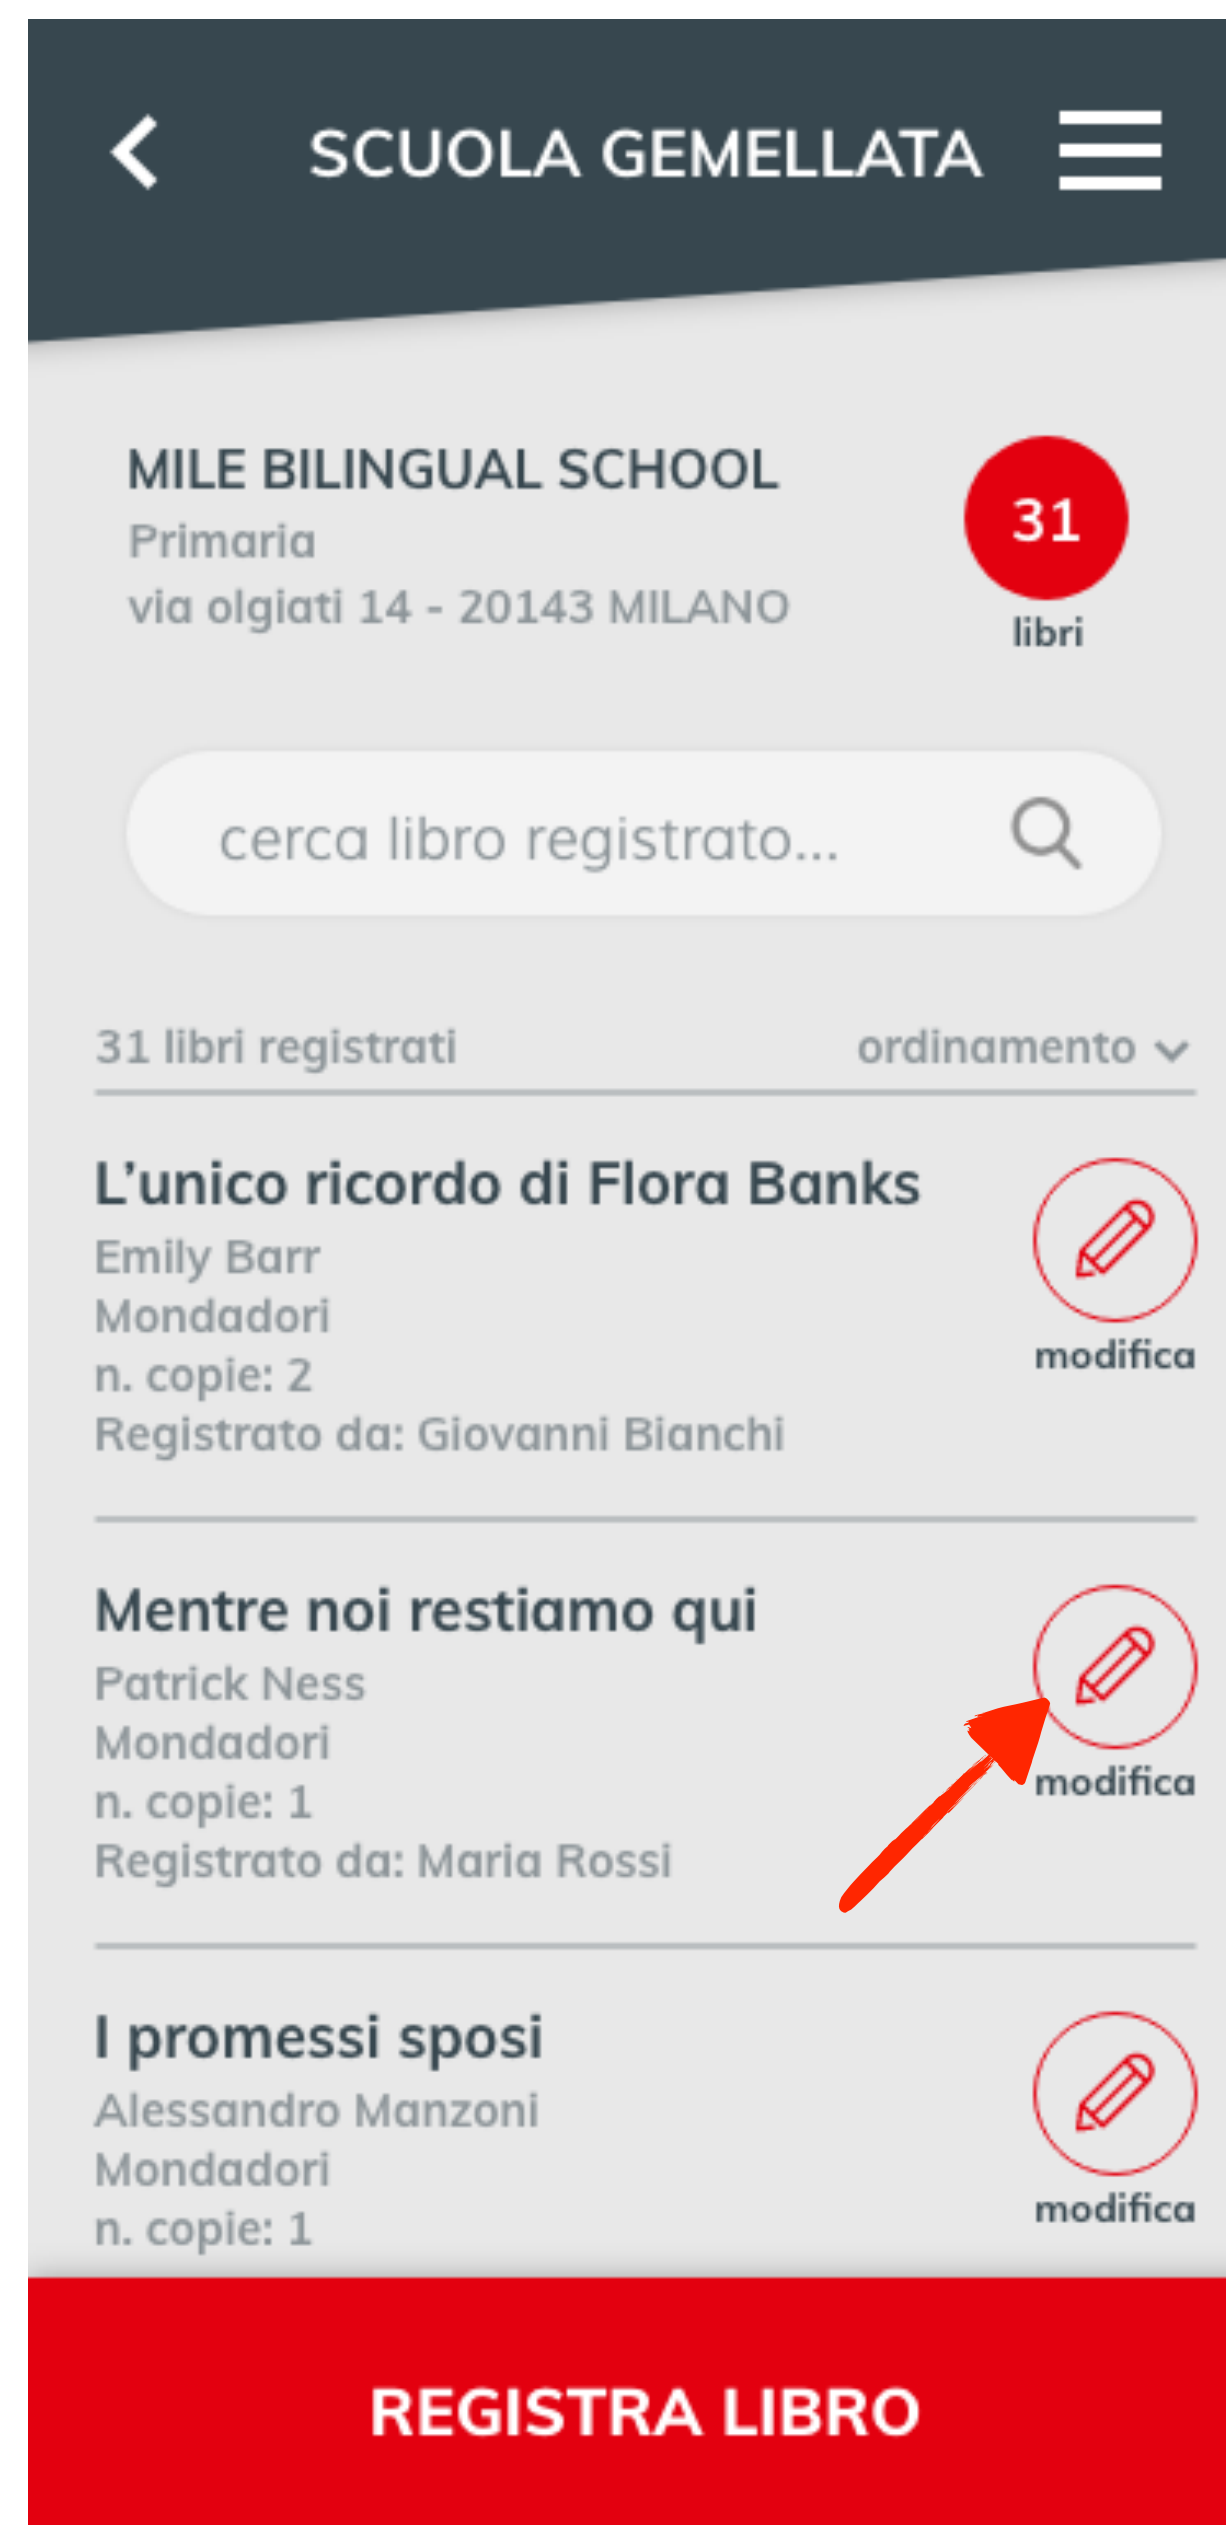 SCUOLA GEMELLATA
MILE BILINGUAL SCHOOL
Primaria
via olgiati 14 - 20143 MILANO
31
libri
cerca libro registrato...
31 libri registrati
ordinamento
L'unico ricordo di Flora Banks
Emily Barr
Mondadori
n. copie: 2
Registrato da: Giovanni Bianchi
modifica
Mentre noi restiamo qui
Patrick Ness
Mondadori
n. copie: 1
Registrato da: Maria Rossi
modifica
I promessi sposi
Alessandro Manzoni
Mondadori
n. copie: 1
modifica
REGISTRA LIBRO